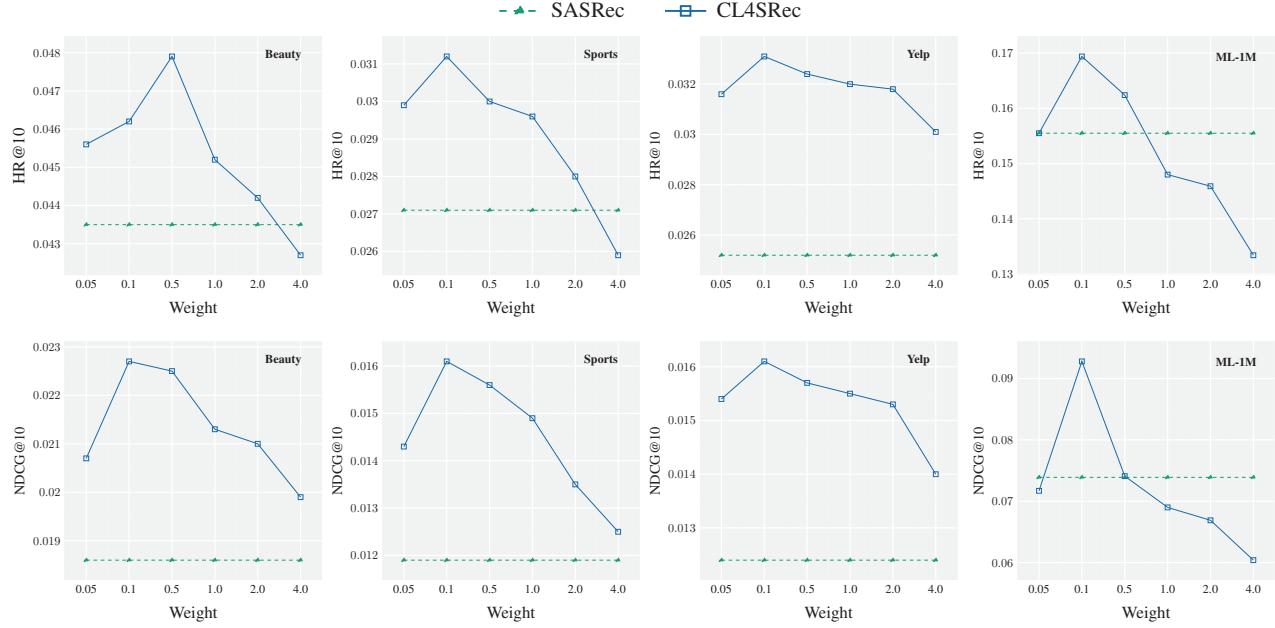 SASRec CL4SRec
Beauty
HR@10
0.048
0.047
0.046
0.045
0.044
0.043
0.05 0.1 0.5 1.0 2.0 4.0
Weight
Sports
HR@10
0.031
0.03
0.029
0.028
0.027
0.026
0.05 0.1 0.5 1.0 2.0 4.0
Weight
Yelp
HR@10
0.032
0.03
0.028
0.026
0.05 0.1 0.5 1.0 2.0 4.0
Weight
ML-1M
HR@10
0.17
0.16
0.15
0.14
0.13
0.05 0.1 0.5 1.0 2.0 4.0
Weight
Beauty
NDCG@10
0.023
0.022
0.021
0.02
0.019
0.05 0.1 0.5 1.0 2.0 4.0
Weight
Sports
NDCG@10
0.016
0.015
0.014
0.013
0.012
0.05 0.1 0.5 1.0 2.0 4.0
Weight
Yelp
NDCG@10
0.016
0.015
0.014
0.013
0.05 0.1 0.5 1.0 2.0 4.0
Weight
ML-1M
NDCG@10
0.09
0.08
0.07
0.06
0.05 0.1 0.5 1.0 2.0 4.0
Weight